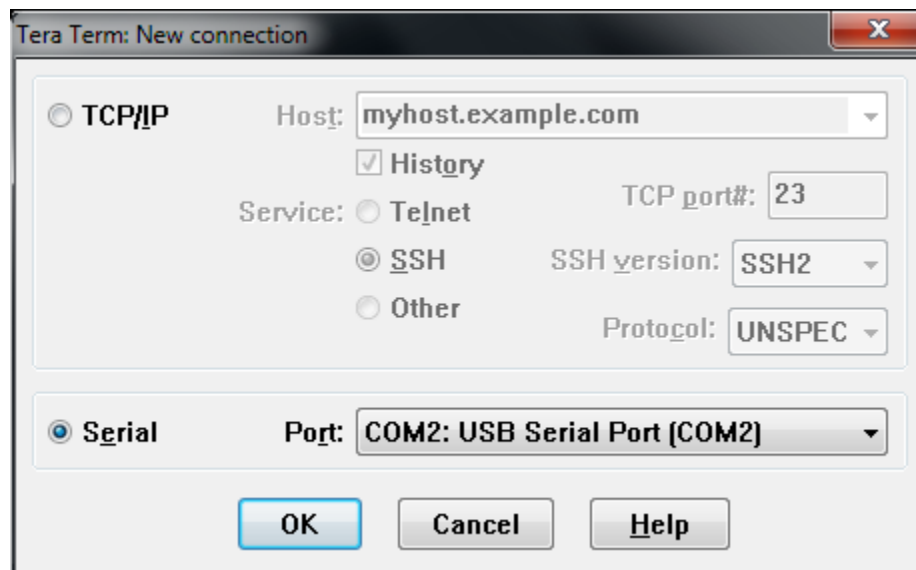 Tera Term: New connection
TCP/IP
Host: myhost.example.com
History
Service: Telnet
TCP port#: 23
SSH
SSH version: SSH2
Other
Protocol: UNSPEC
Serial
Port: COM2: USB Serial Port (COM2)
OK Cancel Help